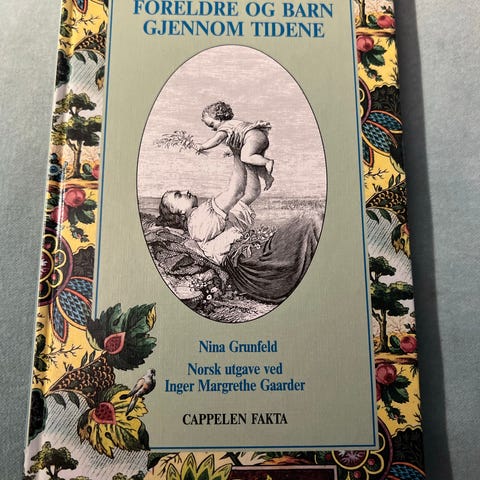 FORELDRE OG BARN
GJENNOM TIDENE
Nina Grunfeld
Norsk utgave ved
Inger Margrethe Gaarder
CAPPELEN FAKTA